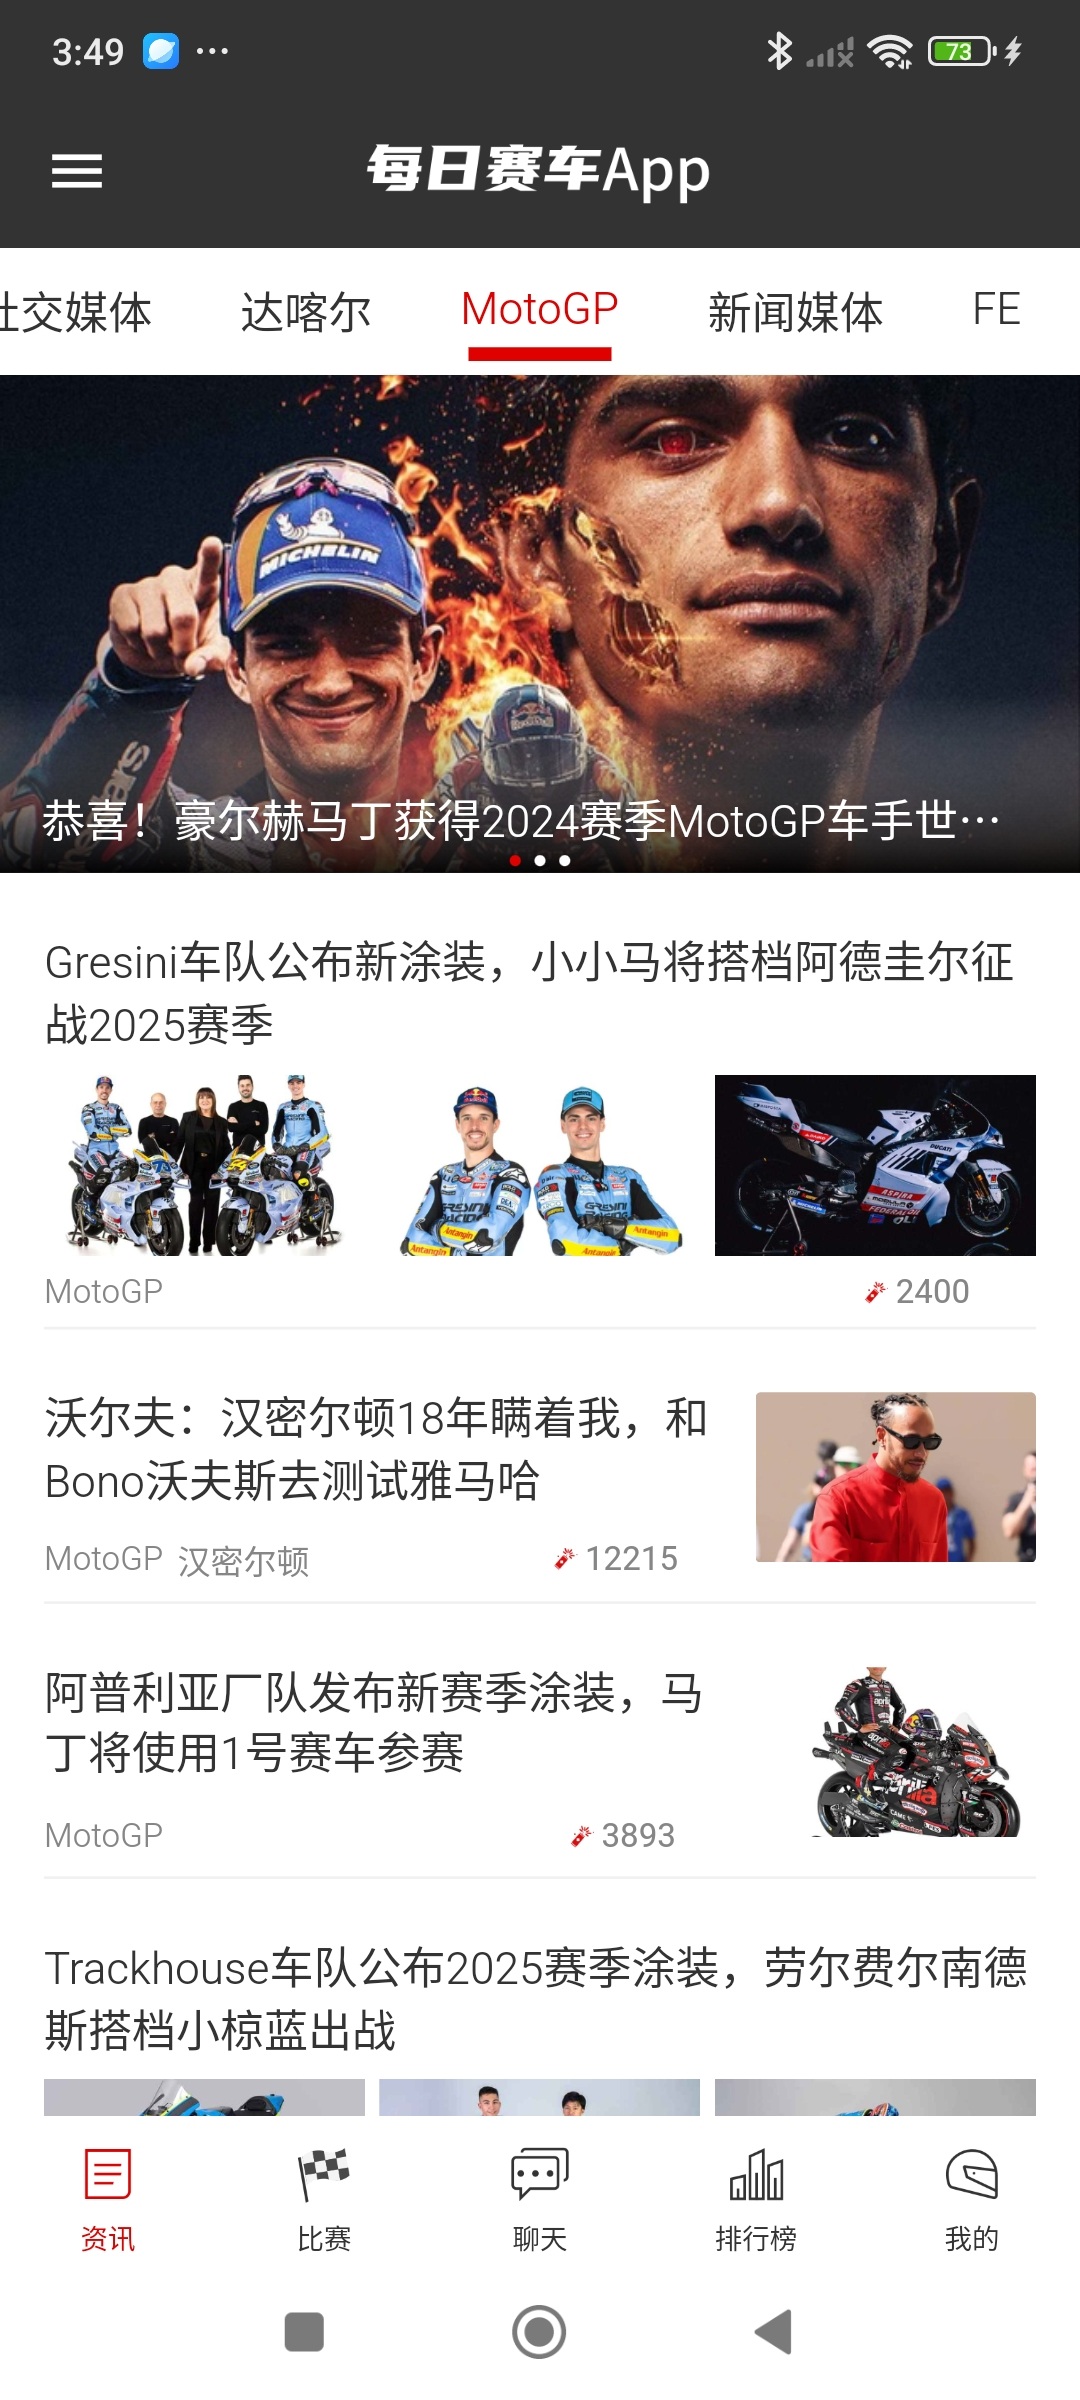 3:49
73
每日赛车App
社交媒体 达喀尔 MotoGP 新闻媒体 FE
MICHELIN
恭喜！豪尔赫马丁获得2024赛季MotoGP车手世…
Gresini车队公布新涂装，小小马将搭档阿德圭尔征
战2025赛季
MotoGP 2400
沃尔夫：汉密尔顿18年瞒着我，和
Bono沃夫斯去测试雅马哈
MotoGP 汉密尔顿 12215
阿普利亚厂队发布新赛季涂装，马
丁将使用1号赛车参赛
MotoGP 3893
Trackhouse车队公布2025赛季涂装，劳尔费尔南德
斯搭档小椋蓝出战
资讯 比赛 聊天 排行榜 我的